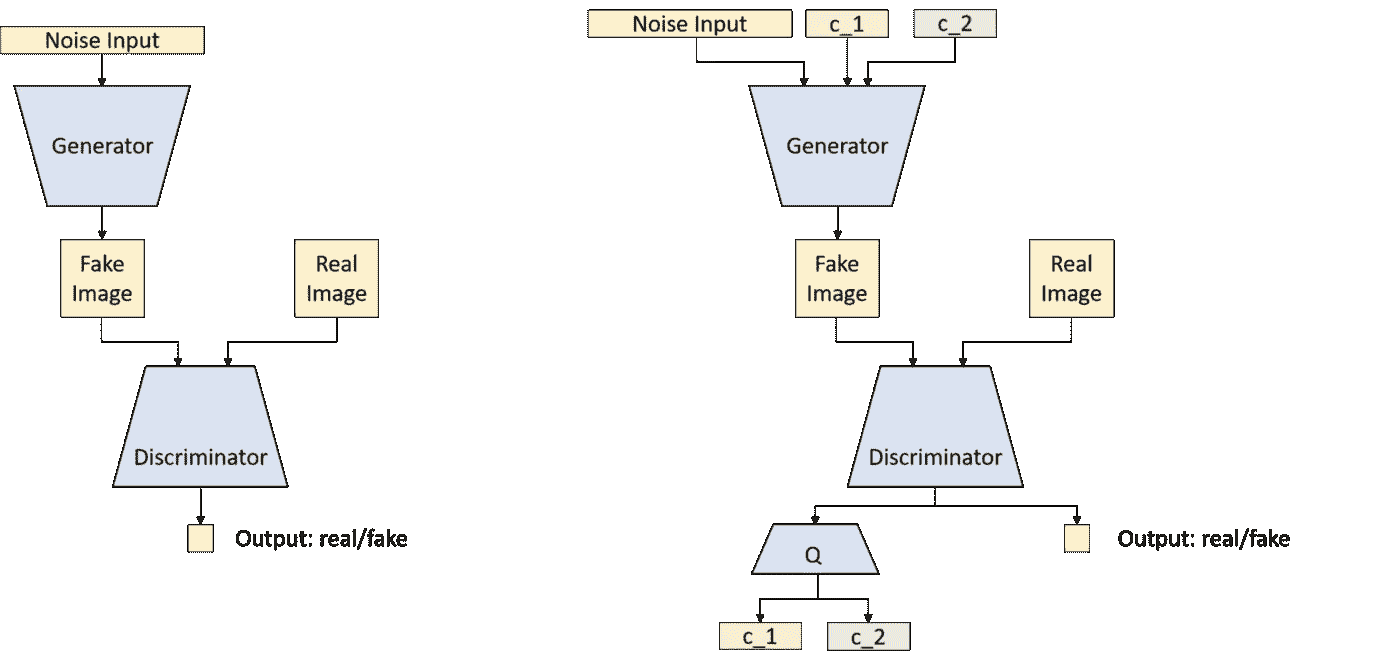 Noise Input
Generator
Fake
Image
Real
Image
Discriminator
Output: real/fake
Noise Input
c_1
c_2
Generator
Fake
Image
Real
Image
Discriminator
Q
Output: real/fake
c_1
c_2